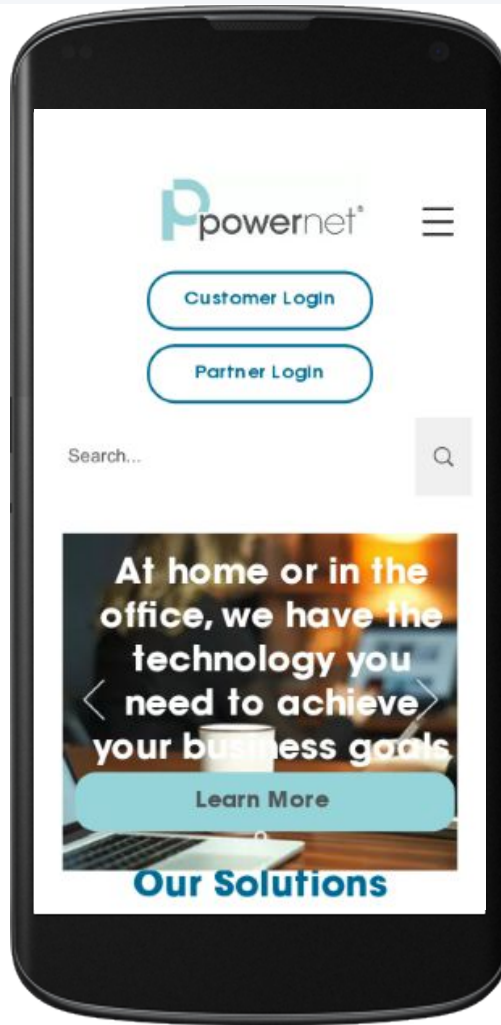 powernet®
Customer Login
Partner Login
Search...
At home or in the
office, we have the
technology you
need to achieve
your business goals
Learn More
Our Solutions